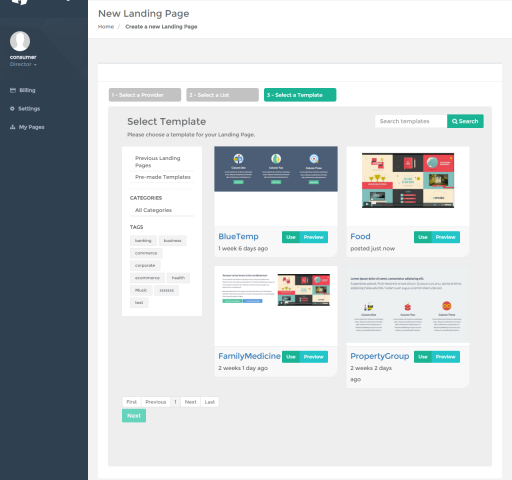 New Landing Page
Home / Create a new Landing Page
consumer
Director
Billing
Settings
My Pages
1 - Select a Provider
2 - Select a List
3 - Select a Template
Select Template
Please choose a template for your Landing Page.
Search templates
Search
Previous Landing
Pages
Pre-made Templates
CATEGORIES
All Categories
TAGS
banking business
commerce
corporate
ecommerce health
Music sssssss
test
BlueTemp
Use Preview
1 week 6 days ago
Food
Use Preview
posted just now
FamilyMedicine
Use Preview
2 weeks 1 day ago
PropertyGroup
Use Preview
2 weeks 2 days
ago
First Previous 1 Next Last
Next